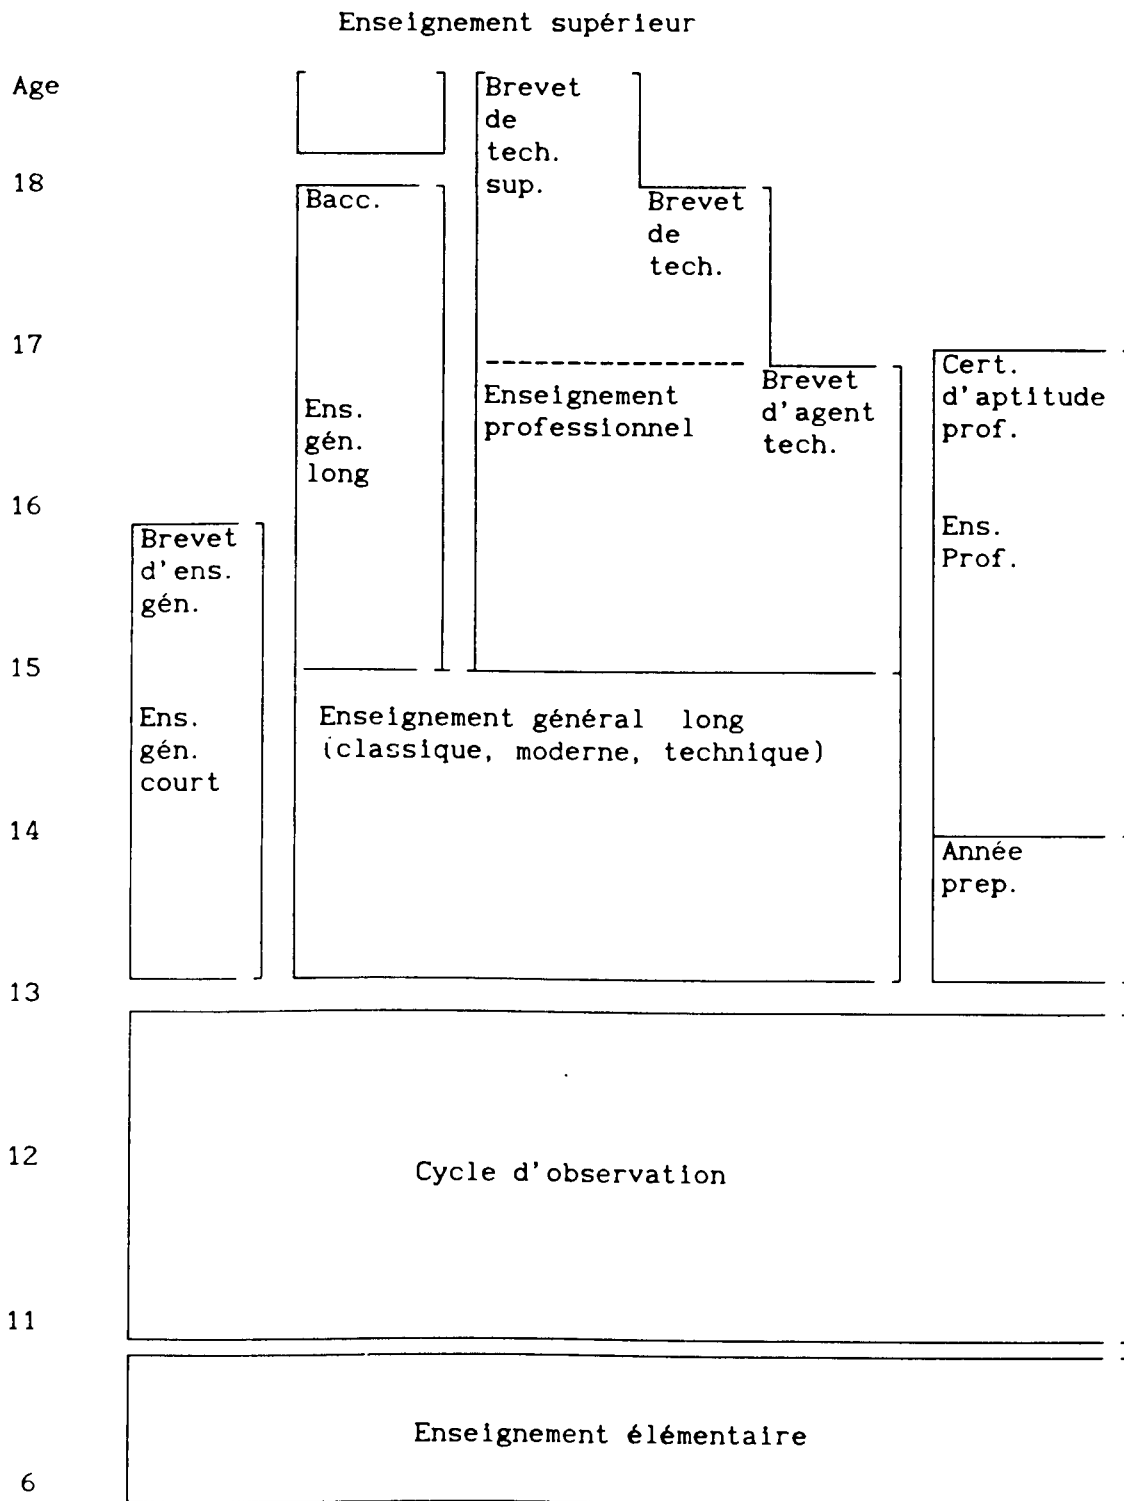 Enseignement supérieur
Age
Brevet
de
tech.
sup.
18
Bacc.
Brevet
de
tech.
17
Cert.
d'aptitude
prof.
Enseignement
professionnel
Brevet
d'agent
tech.
Ens.
gén.
long
16
Brevet
d'ens.
gén.
Ens.
Prof.
15
Ens.
gén.
court
Enseignement général long
(classique, moderne, technique)
14
Année
prep.
13
12
Cycle d'observation
11
Enseignement élémentaire
6